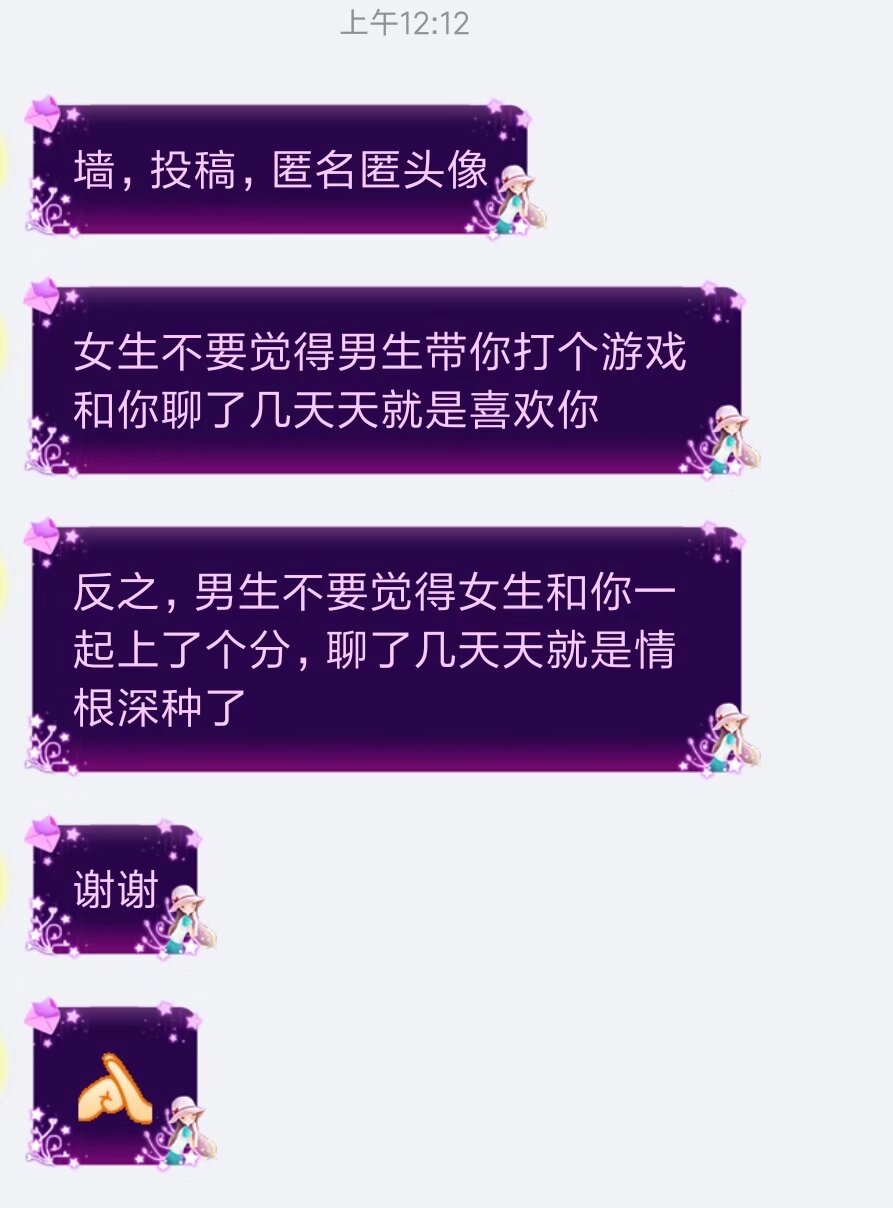 上午12:12
墙，投稿，匿名匿头像
女生不要觉得男生带你打个游戏
和你聊了几天天就是喜欢你
反之，男生不要觉得女生和你一
起上了个分，聊了几天天就是情
根深种了
谢谢